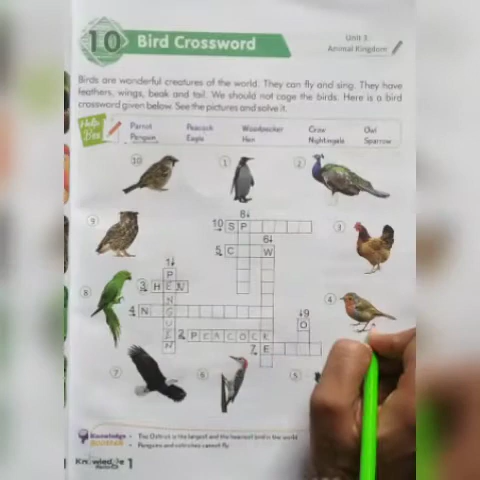 10 Bird Crossword
Unit 3:
Animal Kingdom
Birds are wonderful creatures of the world. They can fly and sing. They have
feathers, wings, beak and tail. We should not cage the birds. Here is a bird
crossword given below. See the pictures and solve it.
Help Box
Parrot Peacock Woodpecker Crow Owl
Penguin Eagle Hen Nightingale Sparrow
10 1 2
8↓
10 S P
9 3
6↓
5 C W
1↓
P
8 3 H E N
4
4 N
N
↓9
G
O
U
2 P E A C O C K
I
N
7 E
7 6 5
Knowledge • The Ostrich is the largest and the heaviest bird in the world
• Penguins and ostriches cannot fly
Knowledge 1